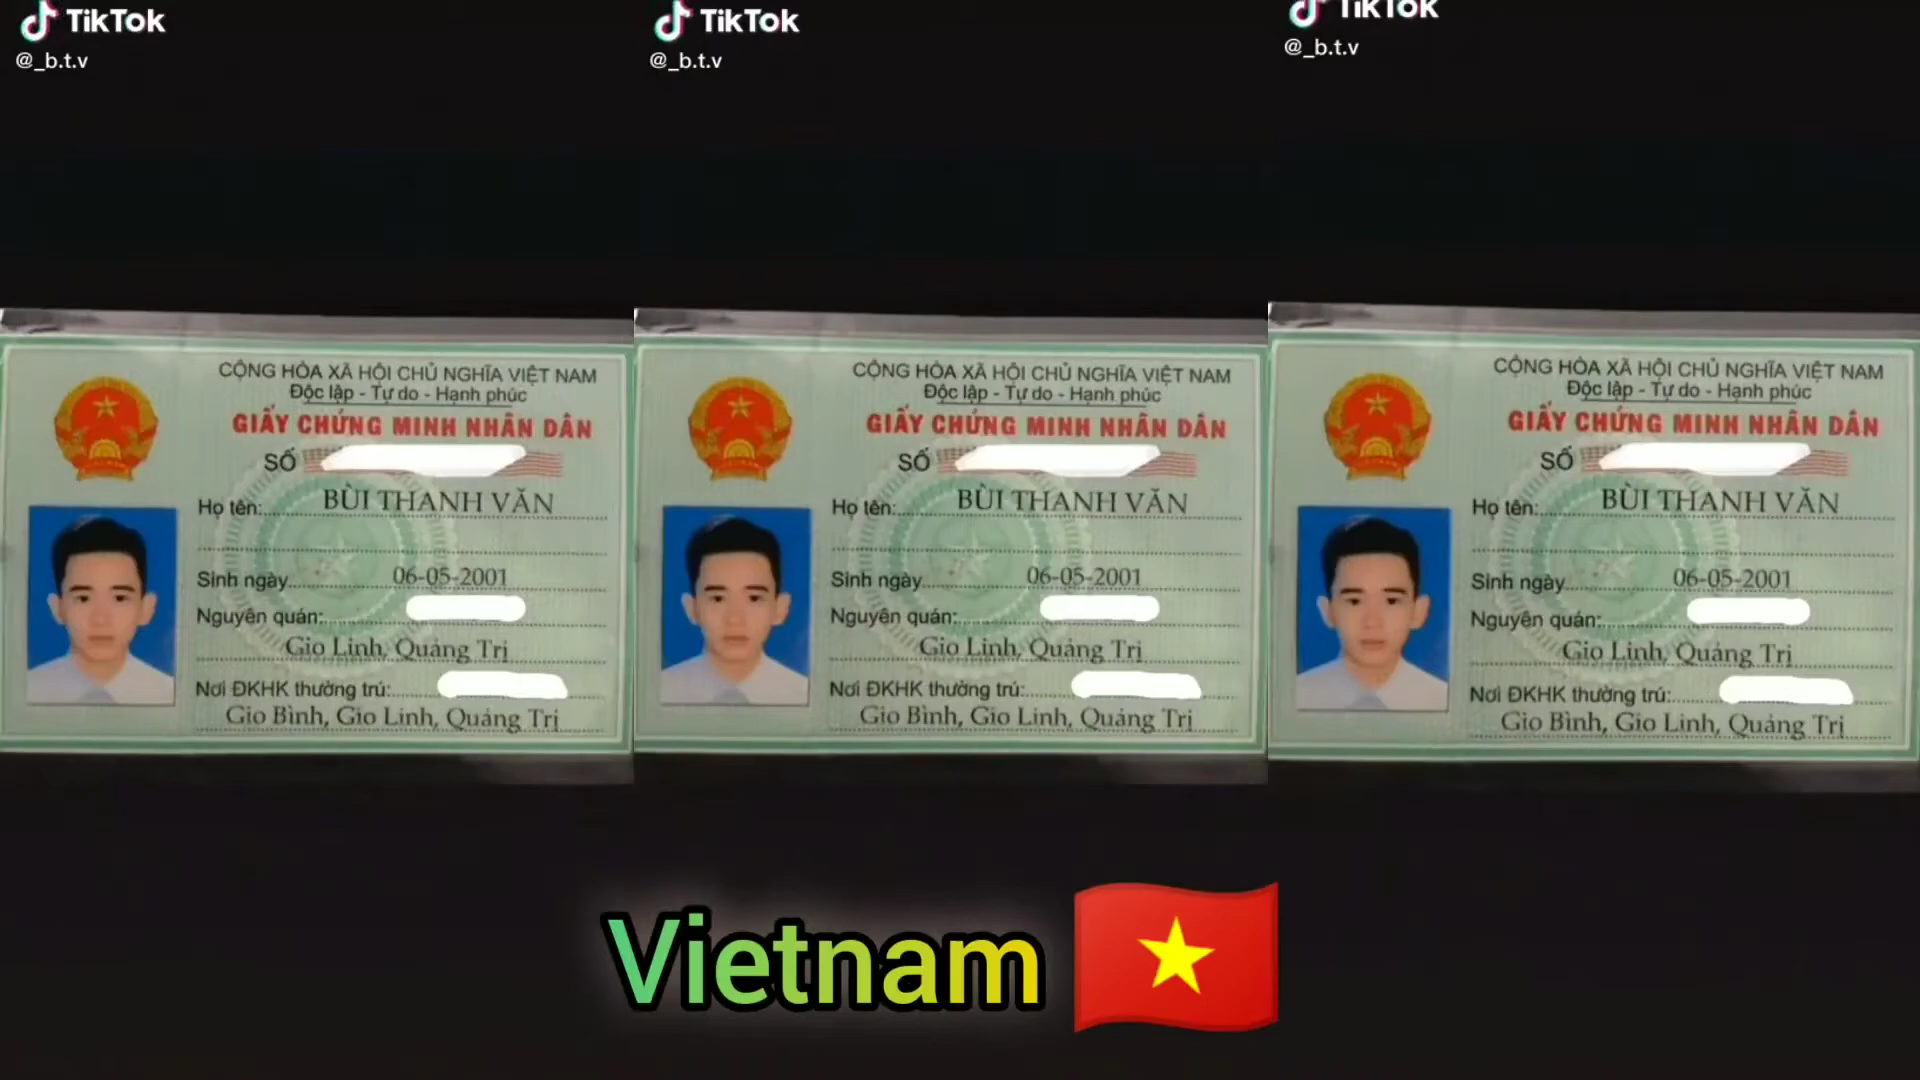 TikTok
@_b.t.v
CỘNG HÒA XÃ HỘI CHỦ NGHĨA VIỆT NAM
Độc lập - Tự do - Hạnh phúc
GIẤY CHỨNG MINH NHÂN DÂN
SỐ
Họ tên: BÙI THANH VĂN
Sinh ngày 06-05-2001
Nguyên quán:
Gio Linh, Quảng Trị
Nơi ĐKHK thường trú:
Gio Bình, Gio Linh, Quảng Trị
TikTok
@_b.t.v
CỘNG HÒA XÃ HỘI CHỦ NGHĨA VIỆT NAM
Độc lập - Tự do - Hạnh phúc
GIẤY CHỨNG MINH NHÂN DÂN
SỐ
Họ tên: BÙI THANH VĂN
Sinh ngày 06-05-2001
Nguyên quán:
Gio Linh, Quảng Trị
Nơi ĐKHK thường trú:
Gio Bình, Gio Linh, Quảng Trị
TikTok
@_b.t.v
CỘNG HÒA XÃ HỘI CHỦ NGHĨA VIỆT NAM
Độc lập - Tự do - Hạnh phúc
GIẤY CHỨNG MINH NHÂN DÂN
SỐ
Họ tên: BÙI THANH VĂN
Sinh ngày 06-05-2001
Nguyên quán:
Gio Linh, Quảng Trị
Nơi ĐKHK thường trú:
Gio Bình, Gio Linh, Quảng Trị
Vietnam